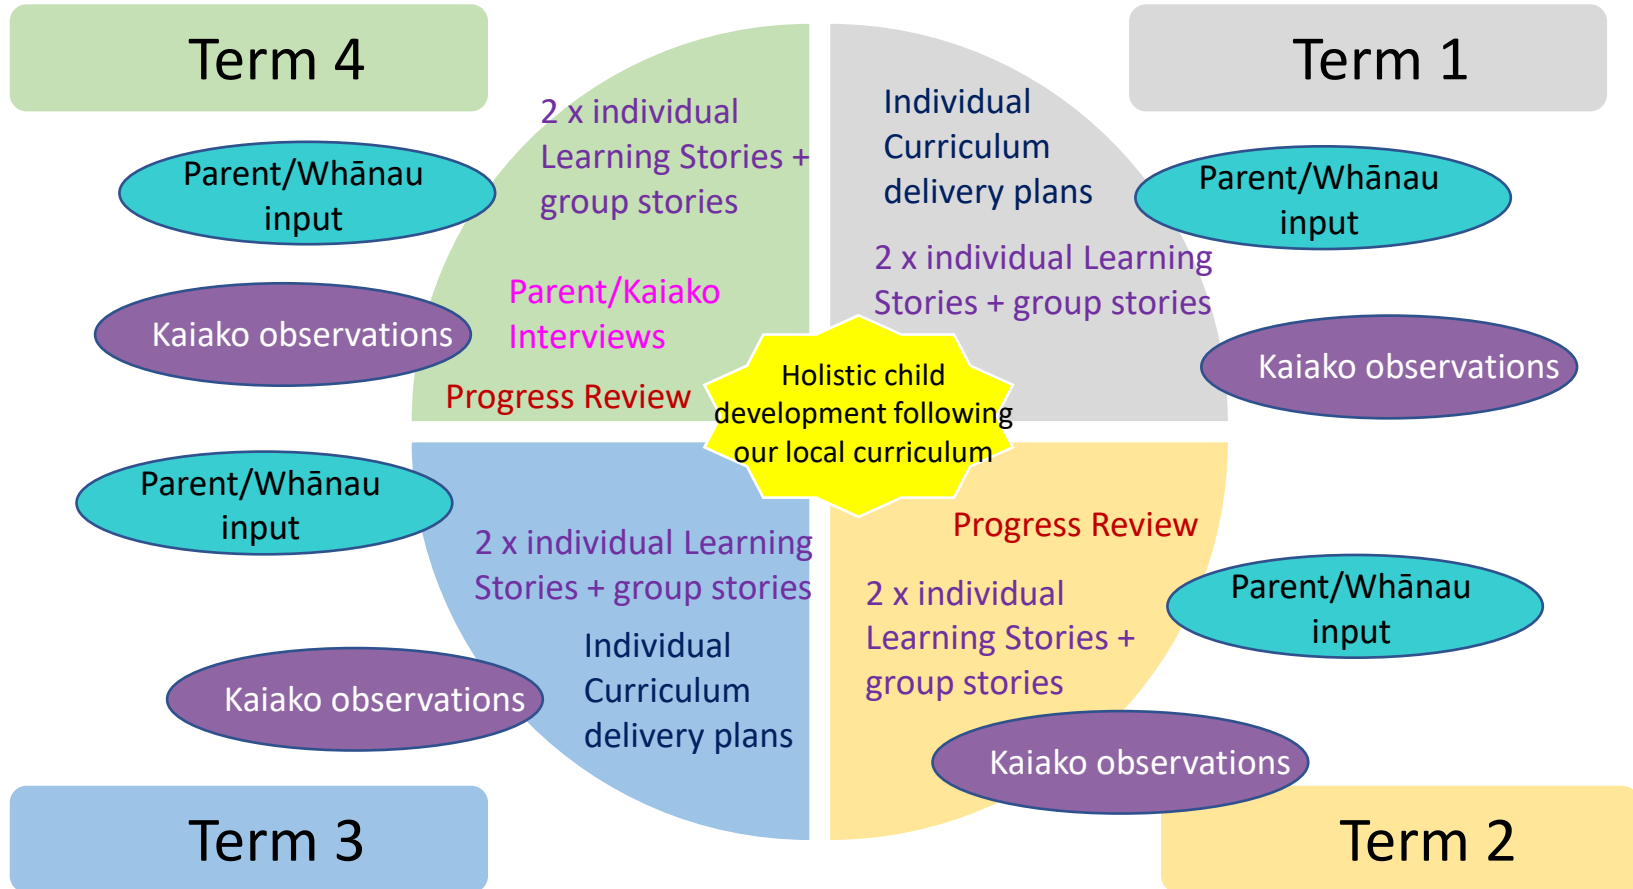 Term 4
2 x individual
Learning Stories +
group stories
Parent/Whānau
input
Kaiako observations
Parent/Kaiako
Interviews
Progress Review
Term 1
Individual
Curriculum
delivery plans
Parent/Whānau
input
2 x individual Learning
Stories + group stories
Kaiako observations
Holistic child
development following
our local curriculum
Parent/Whānau
input
2 x individual Learning
Stories + group stories
Individual
Curriculum
delivery plans
Kaiako observations
Term 3
Progress Review
2 x individual
Learning Stories +
group stories
Parent/Whānau
input
Kaiako observations
Term 2